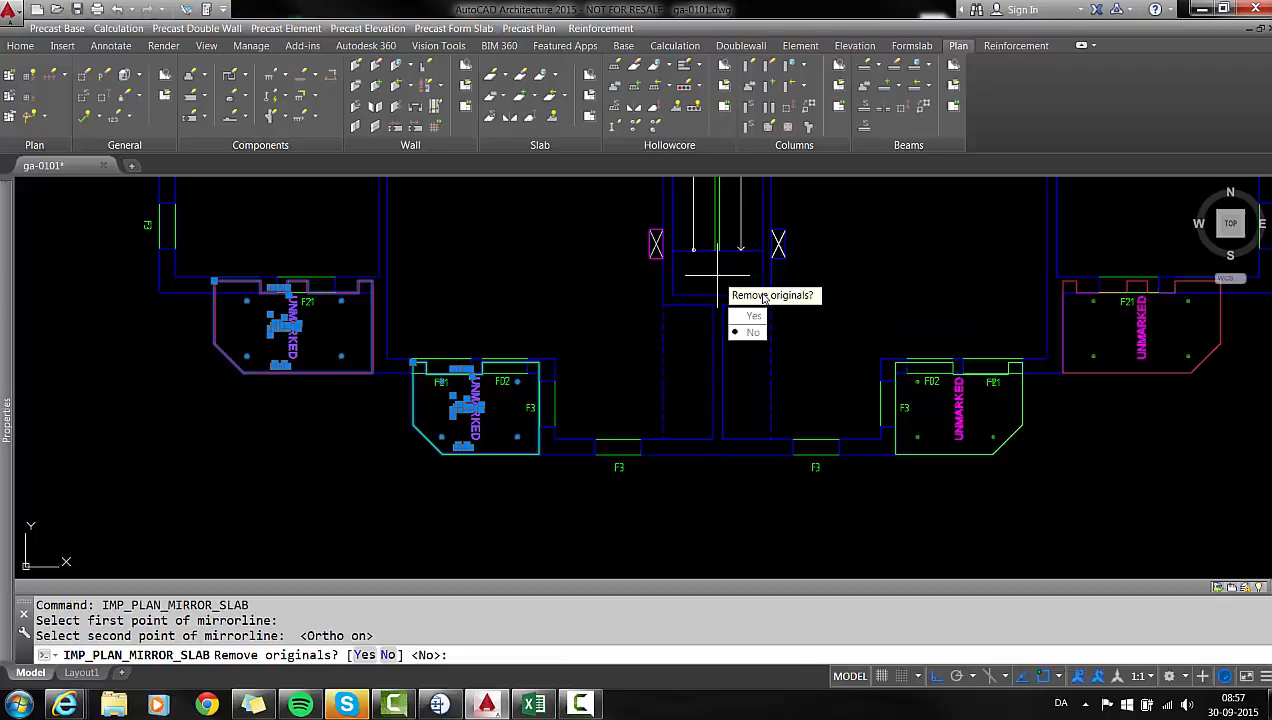 AutoCAD Architecture 2015 - NOT FOR RESALE ga-0101.dwg
Sign In
Precast Base Calculation Precast Double Wall Precast Element Precast Elevation Precast Form Slab Precast Plan Reinforcement
Home Insert Annotate Render View Manage Add-ins Autodesk 360 Vision Tools BIM 360 Featured Apps Base Calculation Doublewall Element Elevation Formslab Plan Reinforcement
Plan General Components Wall Slab Hollowcore Columns Beams
ga-0101*
N
W TOP E
S
WCS
F3
Remove originals?
Yes
No
F21
UNMARKED
F21
UNMARKED
FD2
F3
UNMARKED
FD2
F21
F3
UNMARKED
F3
F3
Y
X
Properties
Command: IMP_PLAN_MIRROR_SLAB
Select first point of mirrorline:
Select second point of mirrorline: <Ortho on>
IMP_PLAN_MIRROR_SLAB Remove originals? [Yes No] <No>:
Model Layout1
MODEL 1:1
DA 08:57
30-09-2015